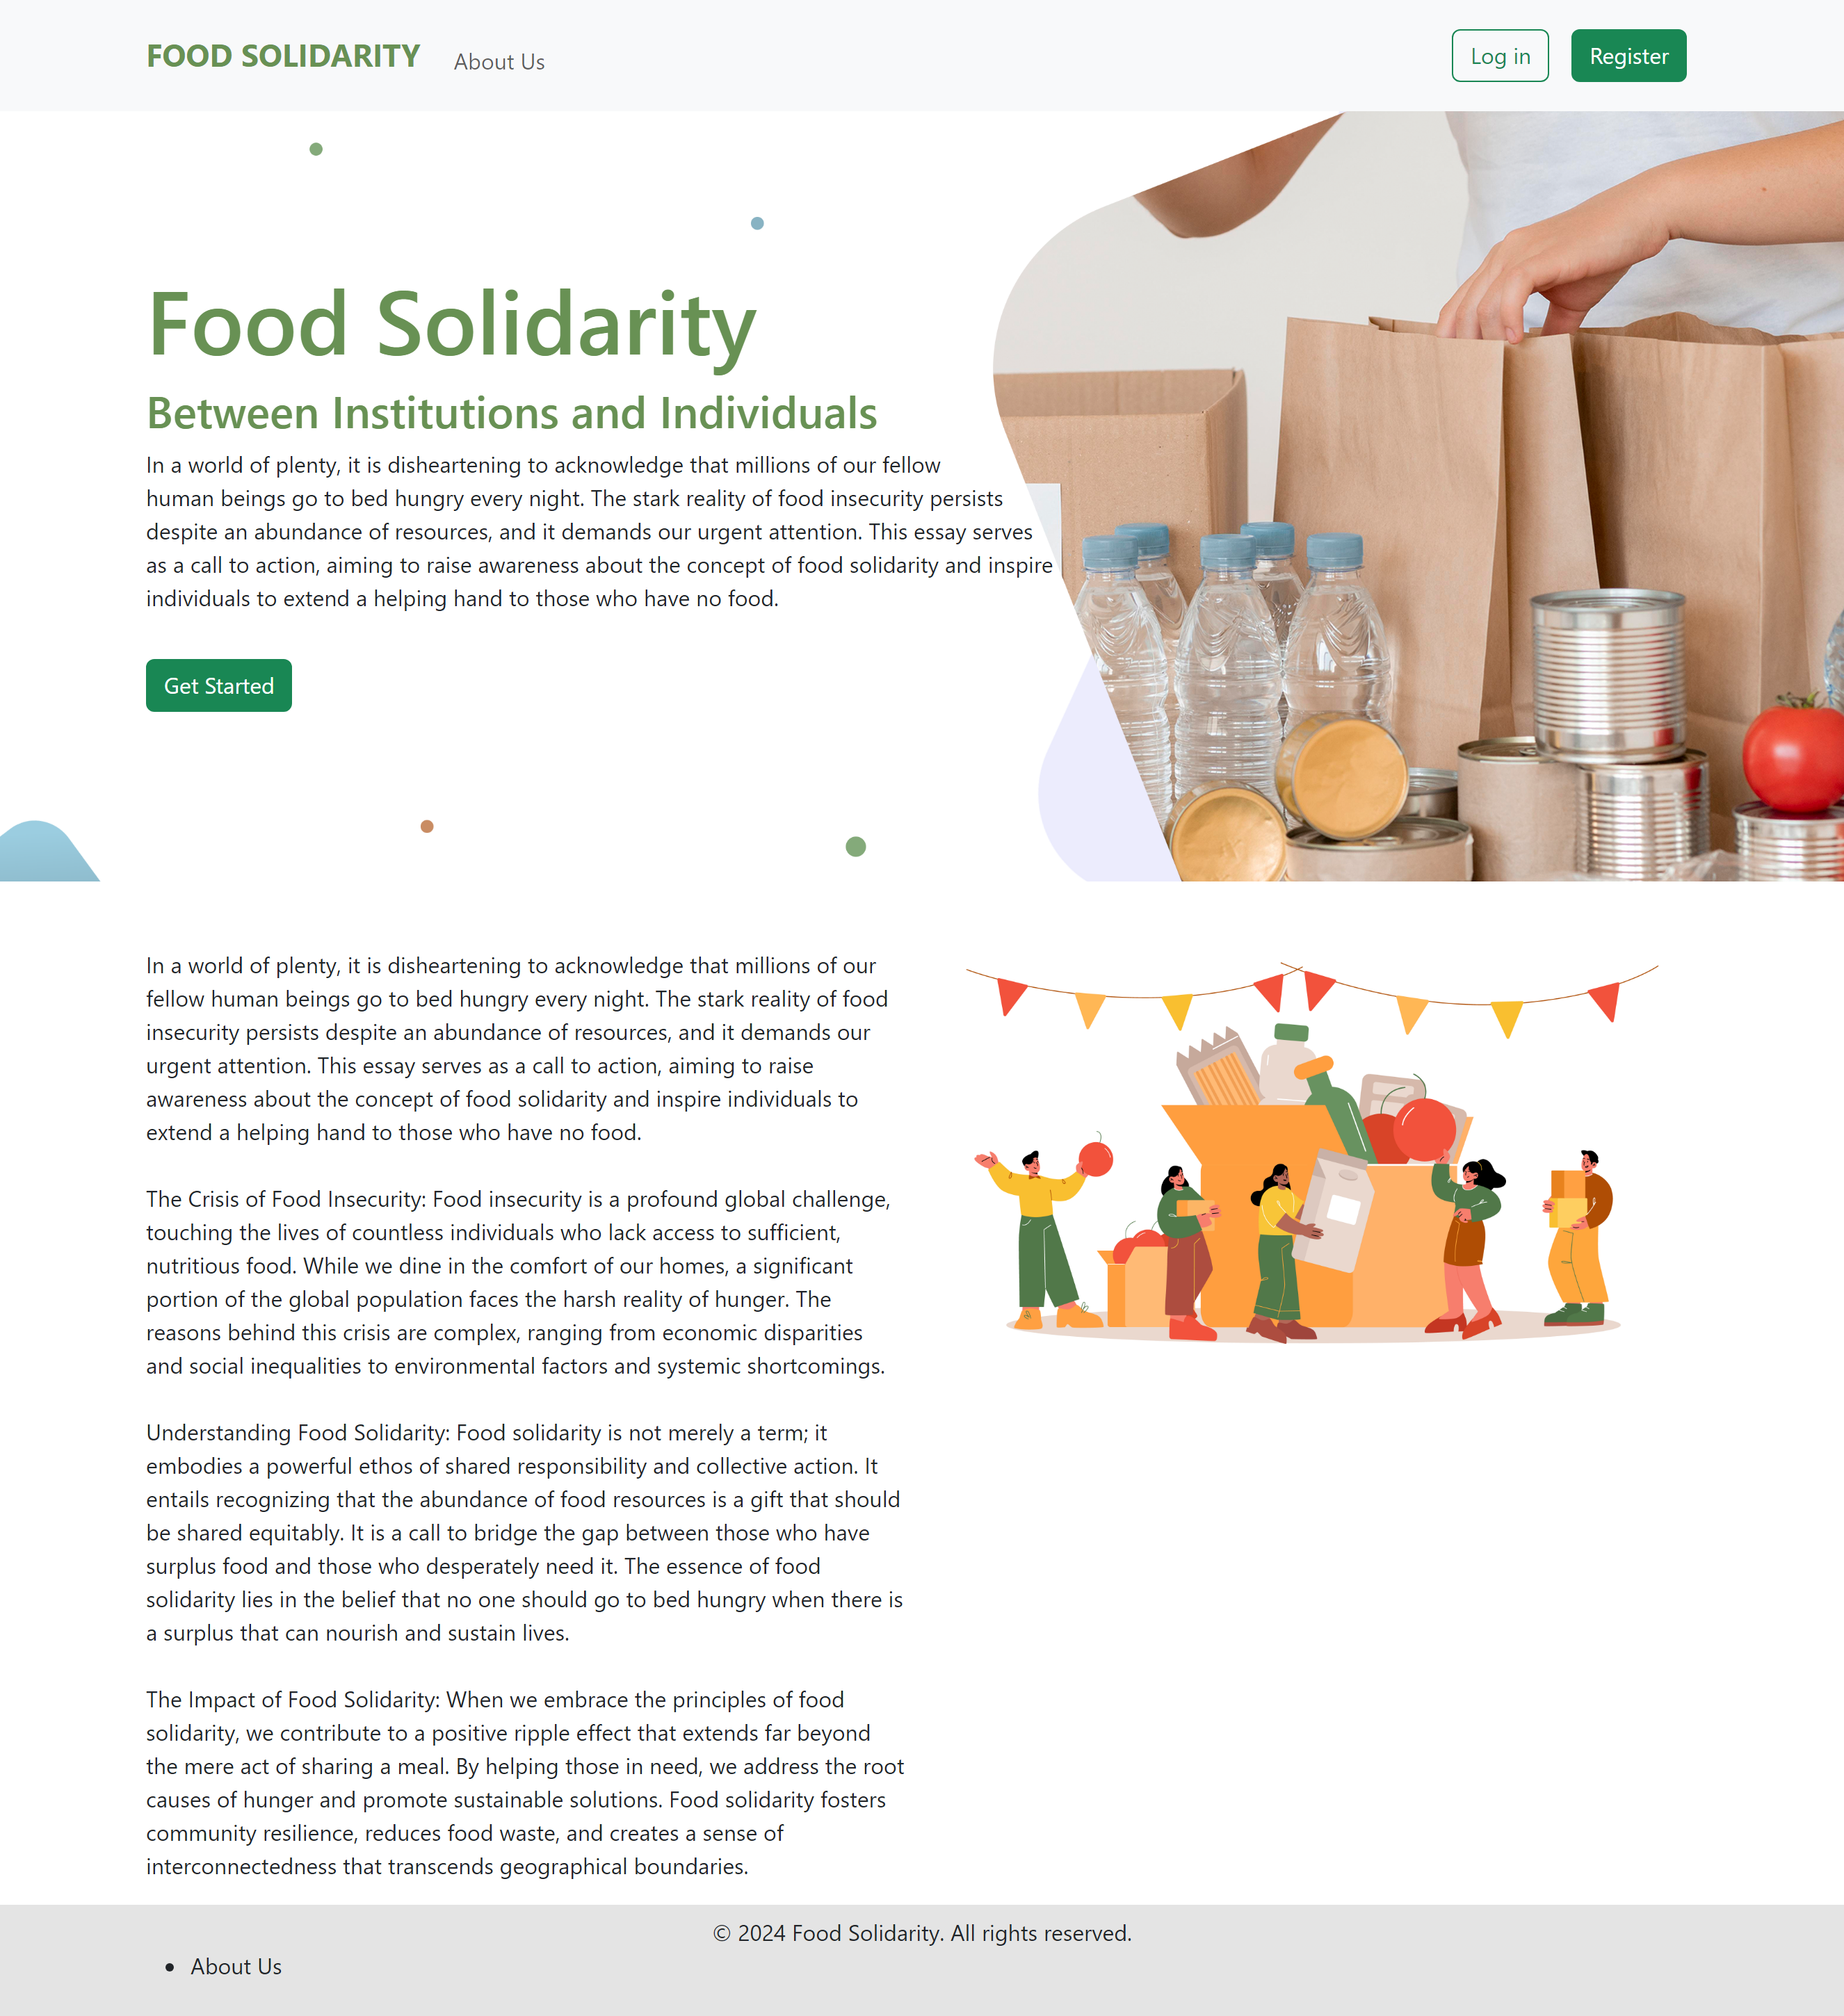 FOOD SOLIDARITY
About Us
Log in
Register
Food Solidarity
Between Institutions and Individuals
In a world of plenty, it is disheartening to acknowledge that millions of our fellow
human beings go to bed hungry every night. The stark reality of food insecurity persists
despite an abundance of resources, and it demands our urgent attention. This essay serves
as a call to action, aiming to raise awareness about the concept of food solidarity and inspire
individuals to extend a helping hand to those who have no food.
Get Started
In a world of plenty, it is disheartening to acknowledge that millions of our
fellow human beings go to bed hungry every night. The stark reality of food
insecurity persists despite an abundance of resources, and it demands our
urgent attention. This essay serves as a call to action, aiming to raise
awareness about the concept of food solidarity and inspire individuals to
extend a helping hand to those who have no food.
The Crisis of Food Insecurity: Food insecurity is a profound global challenge,
touching the lives of countless individuals who lack access to sufficient,
nutritious food. While we dine in the comfort of our homes, a significant
portion of the global population faces the harsh reality of hunger. The
reasons behind this crisis are complex, ranging from economic disparities
and social inequalities to environmental factors and systemic shortcomings.
Understanding Food Solidarity: Food solidarity is not merely a term; it
embodies a powerful ethos of shared responsibility and collective action. It
entails recognizing that the abundance of food resources is a gift that should
be shared equitably. It is a call to bridge the gap between those who have
surplus food and those who desperately need it. The essence of food
solidarity lies in the belief that no one should go to bed hungry when there is
a surplus that can nourish and sustain lives.
The Impact of Food Solidarity: When we embrace the principles of food
solidarity, we contribute to a positive ripple effect that extends far beyond
the mere act of sharing a meal. By helping those in need, we address the root
causes of hunger and promote sustainable solutions. Food solidarity fosters
community resilience, reduces food waste, and creates a sense of
interconnectedness that transcends geographical boundaries.
© 2024 Food Solidarity. All rights reserved.
• About Us